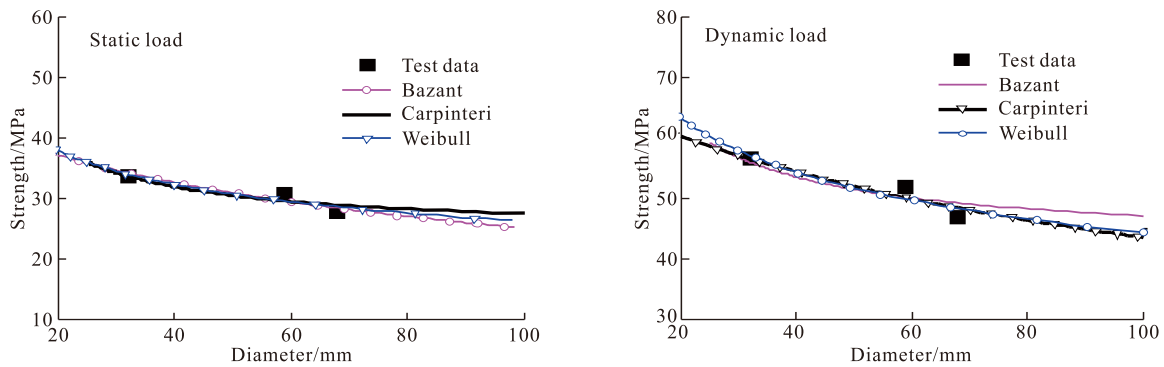 60
Static load
50
40
30
20
10
20
40
60
80
100
Strength/MPa
Diameter/mm
Test data
Bazant
Carpinteri
Weibull
80
Dynamic load
70
60
50
40
30
20
40
60
80
100
Strength/MPa
Diameter/mm
Test data
Bazant
Carpinteri
Weibull